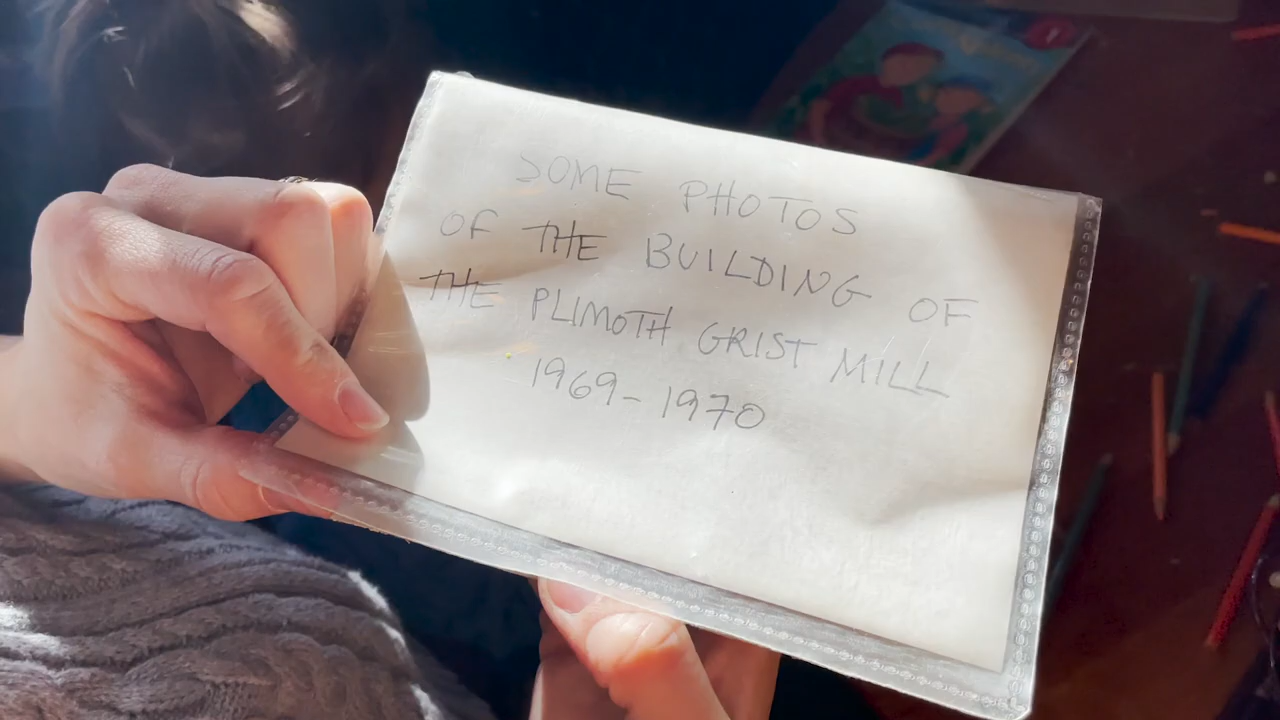 SOME PHOTOS
OF THE BUILDING OF
THE PLIMOTH GRIST MILL
1969-1970